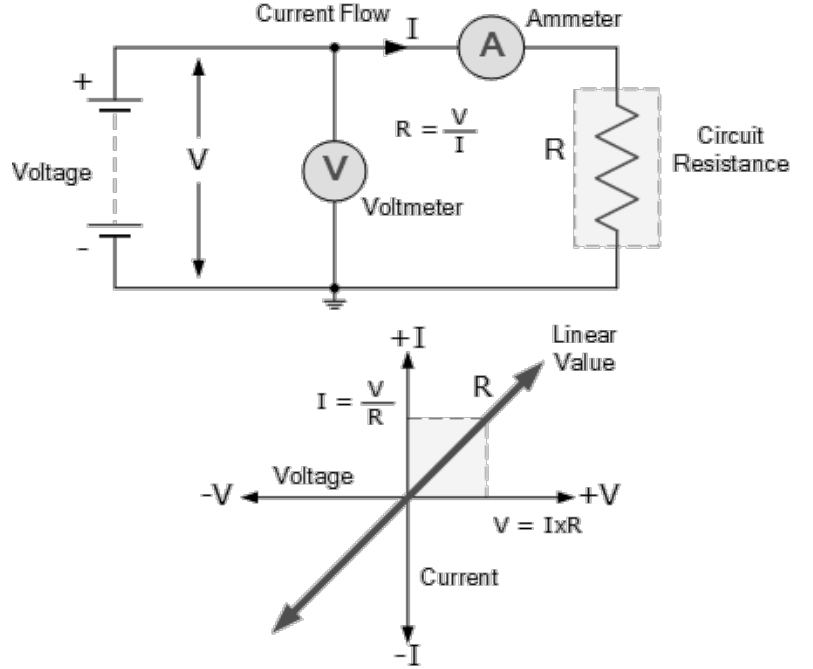 Current Flow
I
Ammeter
A
+
R = V/I
V
V
R
Circuit
Resistance
Voltage
Voltmeter
-
+I
Linear
Value
I = V/R
R
Voltage
-V
+V
V = IxR
Current
-I